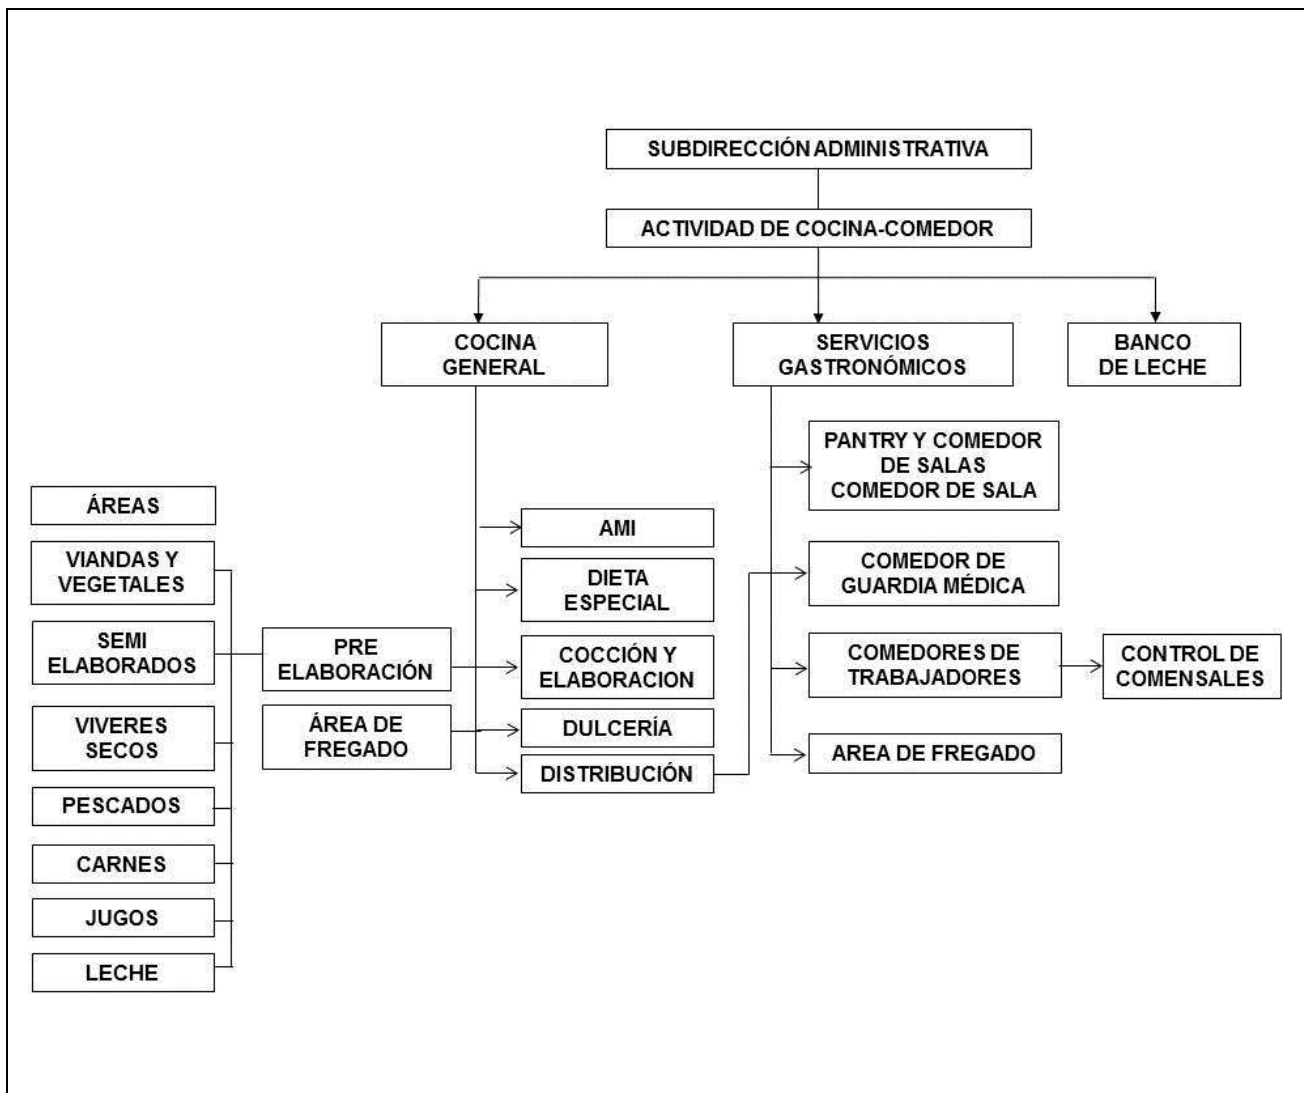 SUBDIRECCIÓN ADMINISTRATIVA
ACTIVIDAD DE COCINA-COMEDOR
COCINA
GENERAL
SERVICIOS
GASTRONÓMICOS
BANCO
DE LECHE
PANTRY Y COMEDOR
DE SALAS
COMEDOR DE SALA
ÁREAS
AMI
VIANDAS Y
VEGETALES
DIETA
ESPECIAL
COMEDOR DE
GUARDIA MÉDICA
SEMI
ELABORADOS
PRE
ELABORACIÓN
COCCIÓN Y
ELABORACION
COMEDORES DE
TRABAJADORES
CONTROL DE
COMENSALES
VIVERES
SECOS
ÁREA DE
FREGADO
DULCERÍA
DISTRIBUCIÓN
AREA DE FREGADO
PESCADOS
CARNES
JUGOS
LECHE